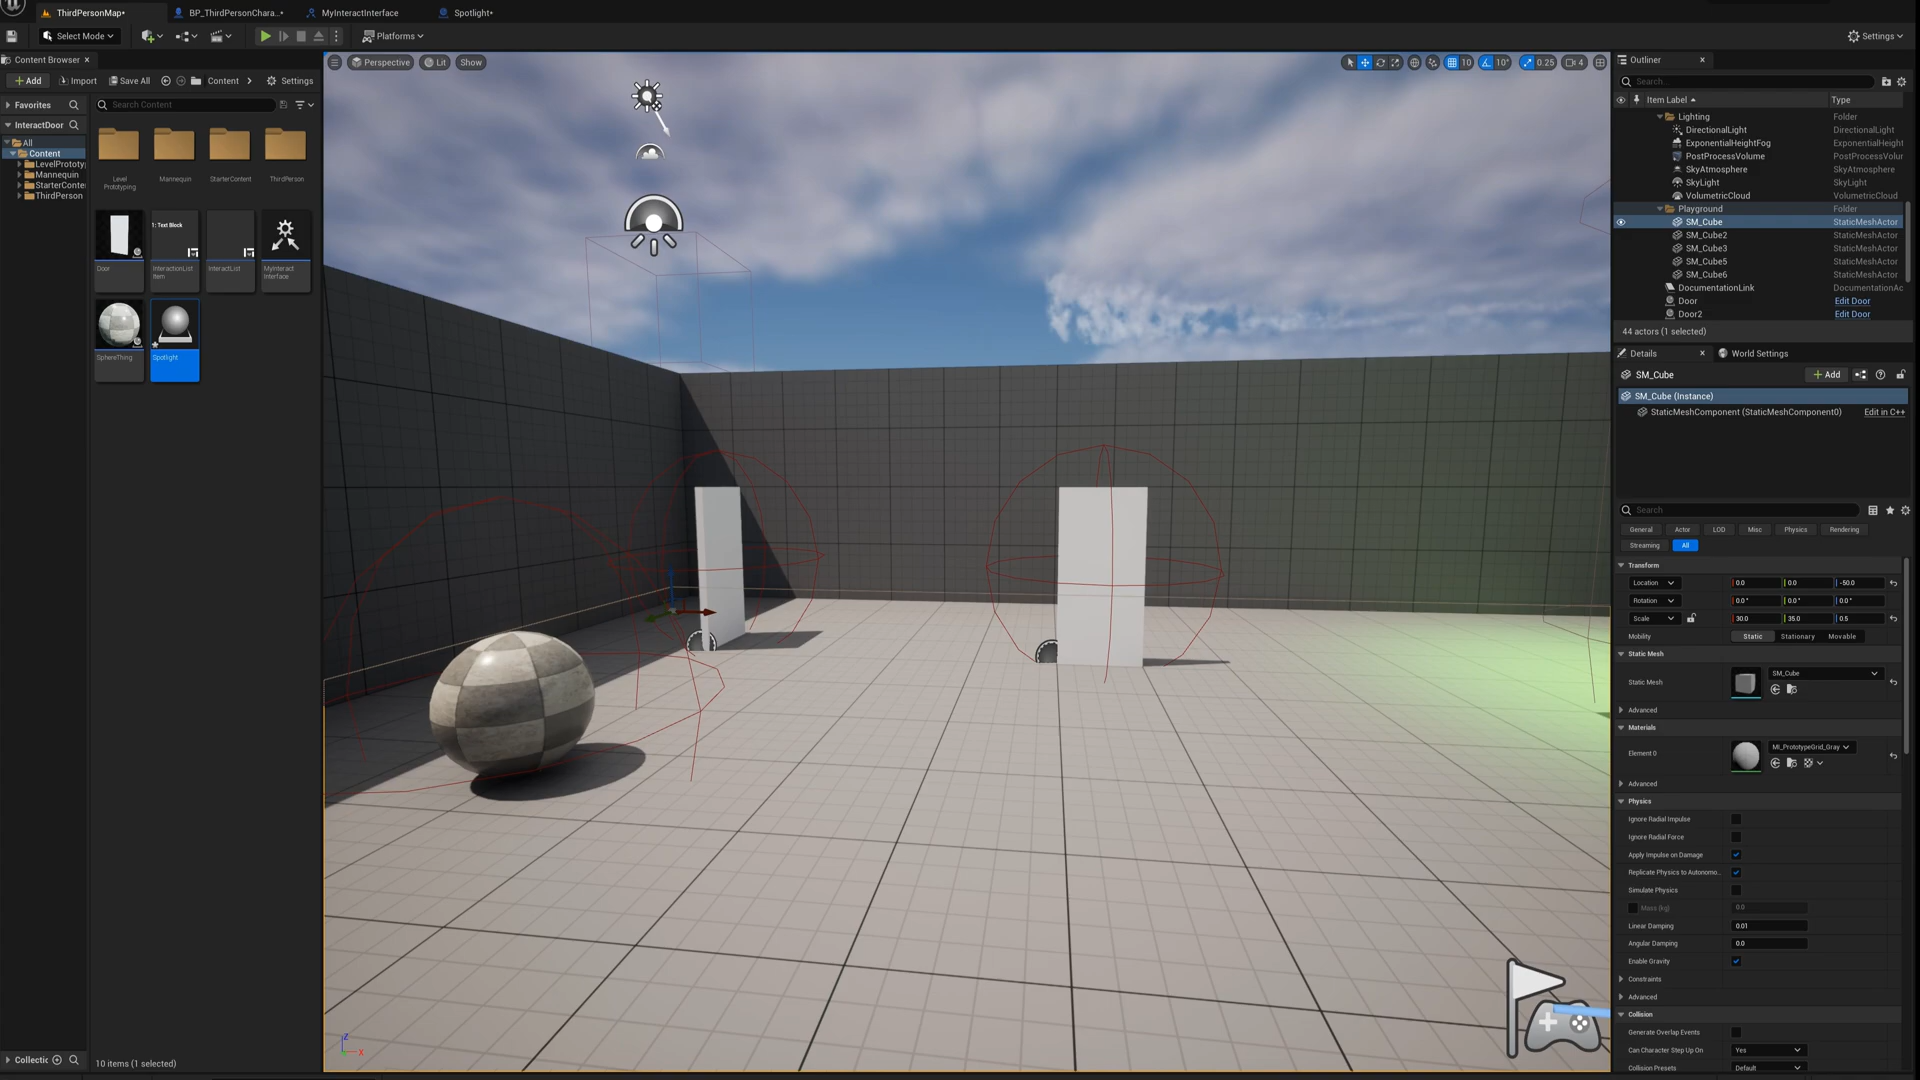 ThirdPersonMap•
BP_ThirdPersonChara...*
MyInteractInterface
Spotlight*
Select Mode
Platforms
Settings
Content Browser
Add
Import
Save All
Content
Settings
Favorites
Search Content
InteractDoor
All
Content
LevelPrototy
Mannequin
StarterConte
ThirdPerson
Level
Prototyping
Mannequin
StarterContent
ThirdPerson
1: Text Block
Door
InteractionList
Item
InteractList
MyInteract
Interface
SphereThing
Spotlight
Collectic
10 items (1 selected)
Perspective
Lit
Show
10
10°
0.25
4
Z
X
Outliner
Search...
Item Label
Type
Lighting
Folder
DirectionalLight
DirectionalLight
ExponentialHeightFog
ExponentialHeight
PostProcessVolume
PostProcessVolur
SkyAtmosphere
SkyAtmosphere
SkyLight
SkyLight
VolumetricCloud
VolumetricCloud
Playground
Folder
SM_Cube
StaticMeshActor
SM_Cube2
StaticMeshActor
SM_Cube3
StaticMeshActor
SM_Cube5
StaticMeshActor
SM_Cube6
StaticMeshActor
DocumentationLink
DocumentationAc
Door
Edit Door
Door2
Edit Door
44 actors (1 selected)
Details
World Settings
SM_Cube
Add
SM_Cube (Instance)
StaticMeshComponent (StaticMeshComponent0)
Edit in C++
Search
General
Actor
LOD
Misc
Physics
Rendering
Streaming
All
Transform
Location
0.0
0.0
-50.0
Rotation
0.0 °
0.0 °
0.0 °
Scale
30.0
35.0
0.5
Mobility
Static
Stationary
Movable
Static Mesh
Static Mesh
SM_Cube
Advanced
Materials
Element 0
MI_PrototypeGrid_Gray
Advanced
Physics
Ignore Radial Impulse
Ignore Radial Force
Apply Impulse on Damage
Replicate Physics to Autonomo...
Simulate Physics
Mass (kg)
0.0
Linear Damping
0.01
Angular Damping
0.0
Enable Gravity
Constraints
Advanced
Collision
Generate Overlap Events
Can Character Step Up On
Yes
Collision Presets
Default